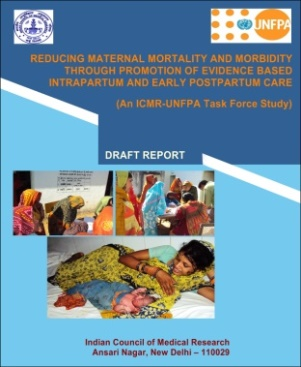 UNFPA
REDUCING MATERNAL MORTALITY AND MORBIDITY
THROUGH PROMOTION OF EVIDENCE BASED
INTRAPARTUM AND EARLY POSTPARTUM CARE
(An ICMR-UNFPA Task Force Study)
DRAFT REPORT
Indian Council of Medical Research
Ansari Nagar, New Delhi – 110029